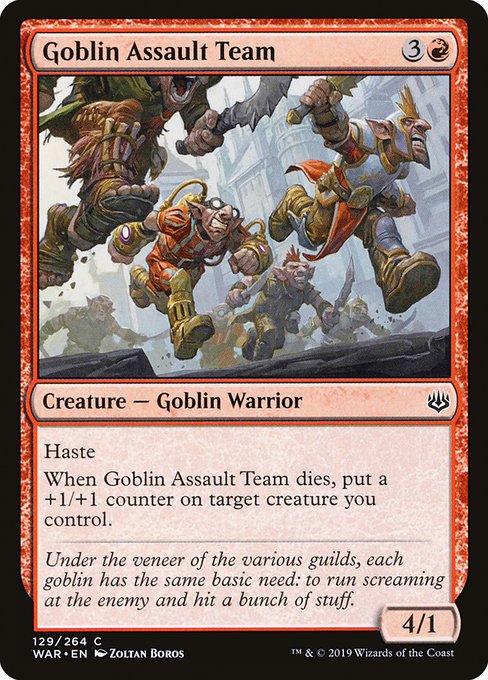 Goblin Assault Team 3
Creature — Goblin Warrior
Haste
When Goblin Assault Team dies, put a
+1/+1 counter on target creature you
control.
Under the veneer of the various guilds, each
goblin has the same basic need: to run screaming
at the enemy and hit a bunch of stuff.
4/1
129/264 C
WAR • EN Zoltan Boros
™ & © 2019 Wizards of the Coast